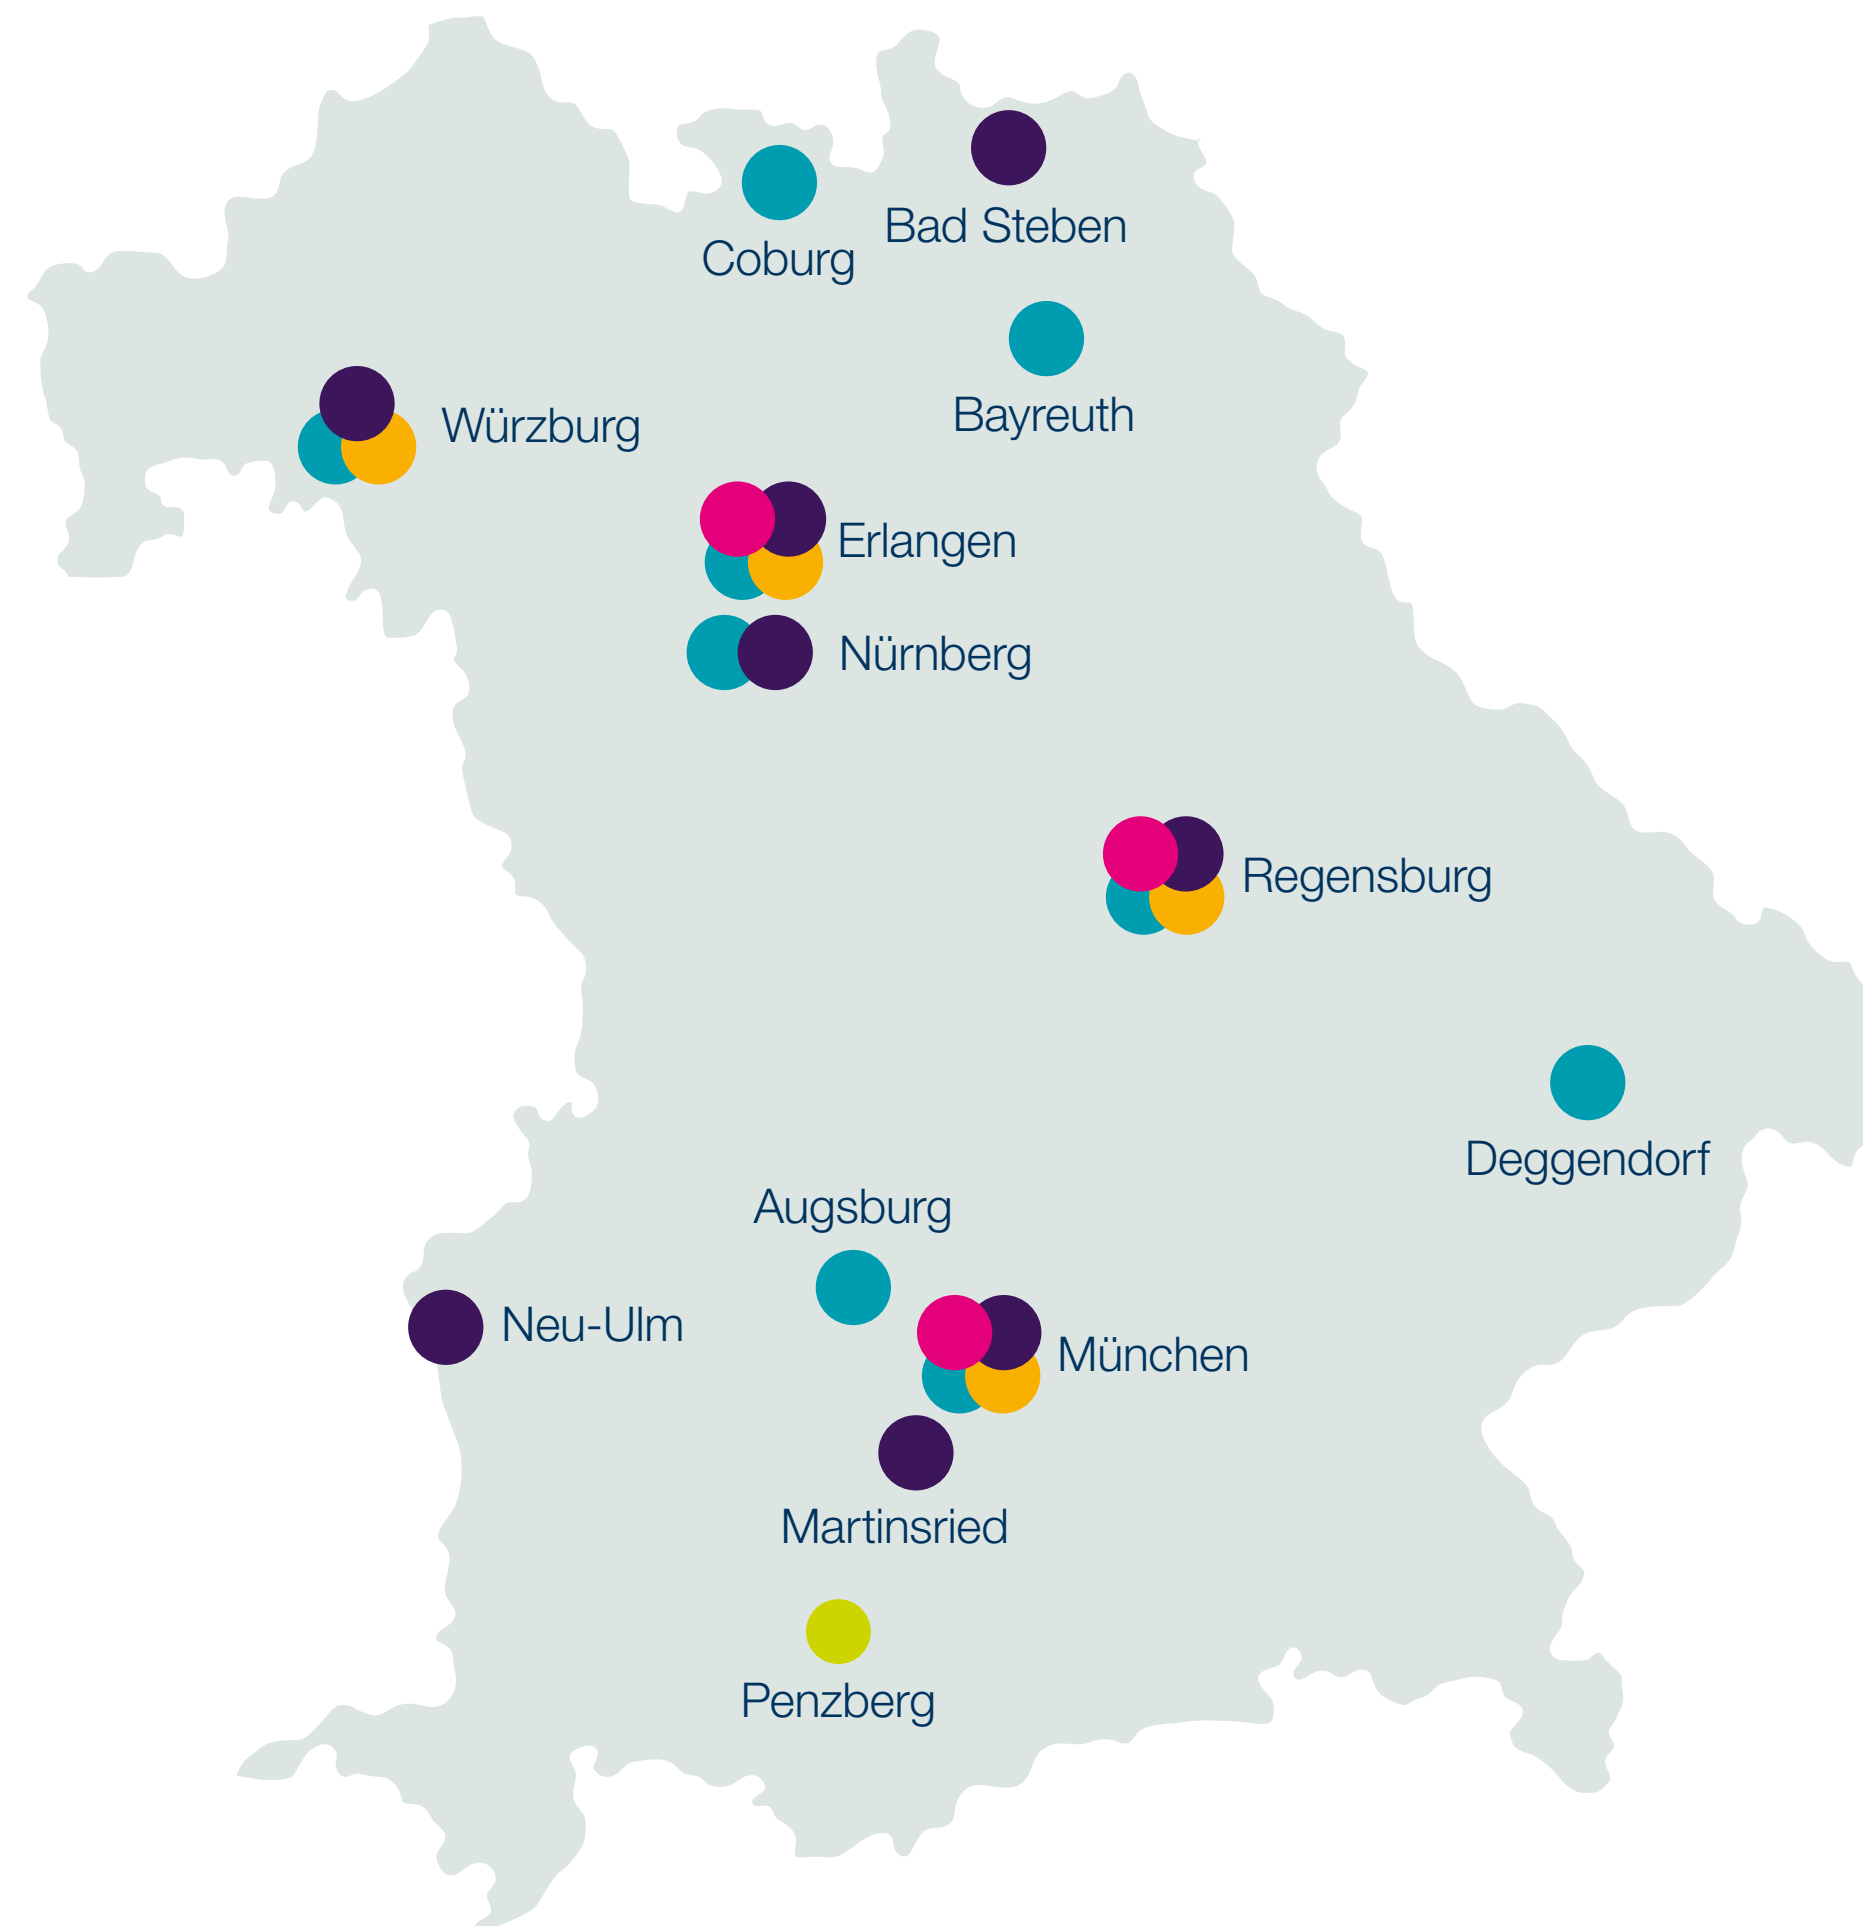 Bad Steben
Coburg
Bayreuth
Würzburg
Erlangen
Nürnberg
Regensburg
Deggendorf
Augsburg
Neu-Ulm
München
Martinsried
Penzberg